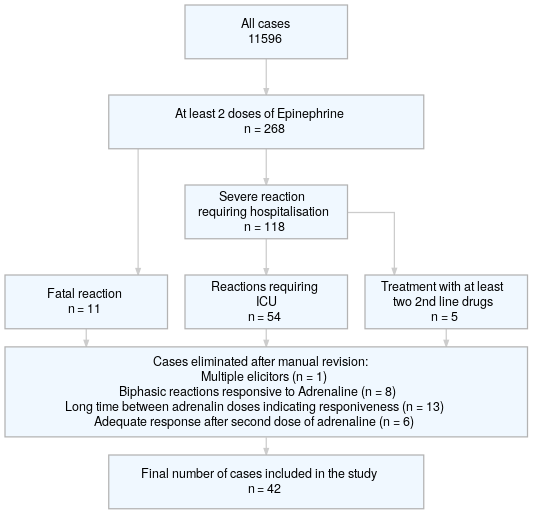 All cases
11596
At least 2 doses of Epinephrine
n = 268
Severe reaction
requiring hospitalisation
n = 118
Fatal reaction
n = 11
Reactions requiring
ICU
n = 54
Treatment with at least
two 2nd line drugs
n = 5
Cases eliminated after manual revision:
Multiple elicitors (n = 1)
Biphasic reactions responsive to Adrenaline (n = 8)
Long time between adrenalin doses indicating responiveness (n = 13)
Adequate response after second dose of adrenaline (n = 6)
Final number of cases included in the study
n = 42